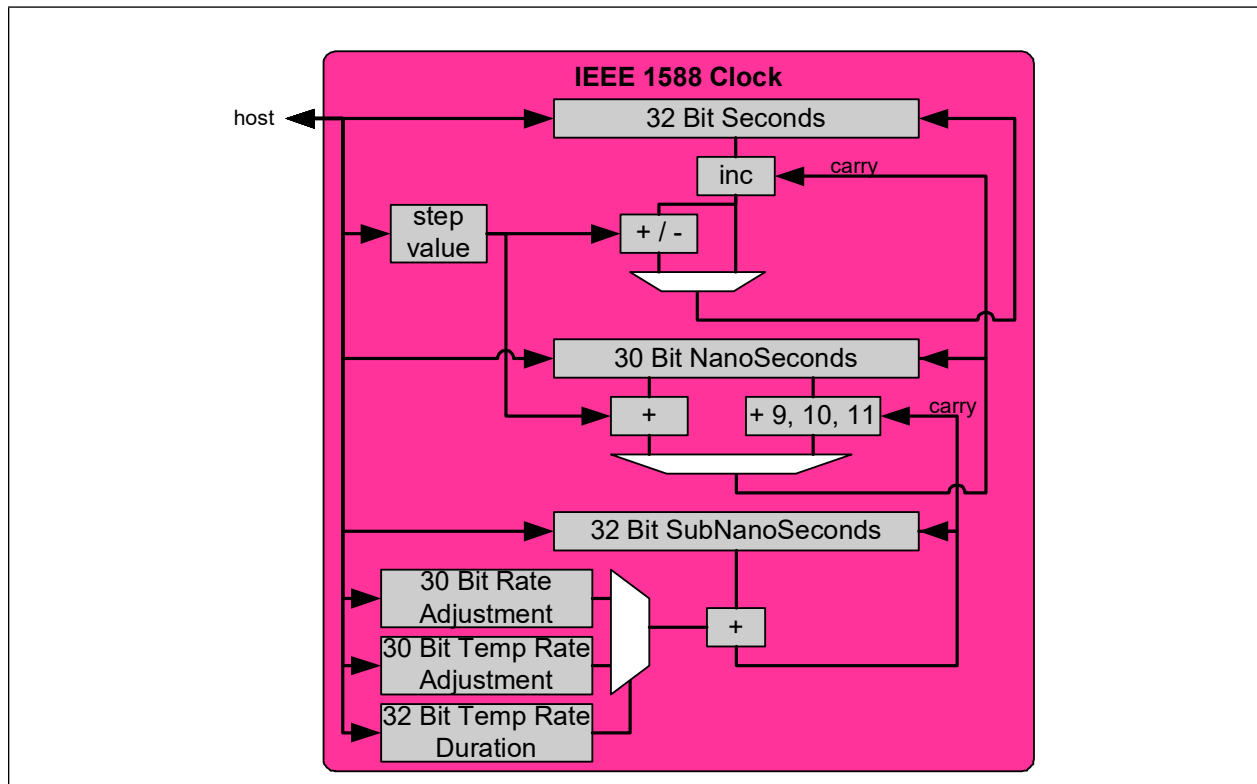 IEEE 1588 Clock
host
32 Bit Seconds
inc
carry
step
value
+ / -
30 Bit NanoSeconds
+
+ 9, 10, 11
carry
32 Bit SubNanoSeconds
30 Bit Rate
Adjustment
+
30 Bit Temp Rate
Adjustment
32 Bit Temp Rate
Duration